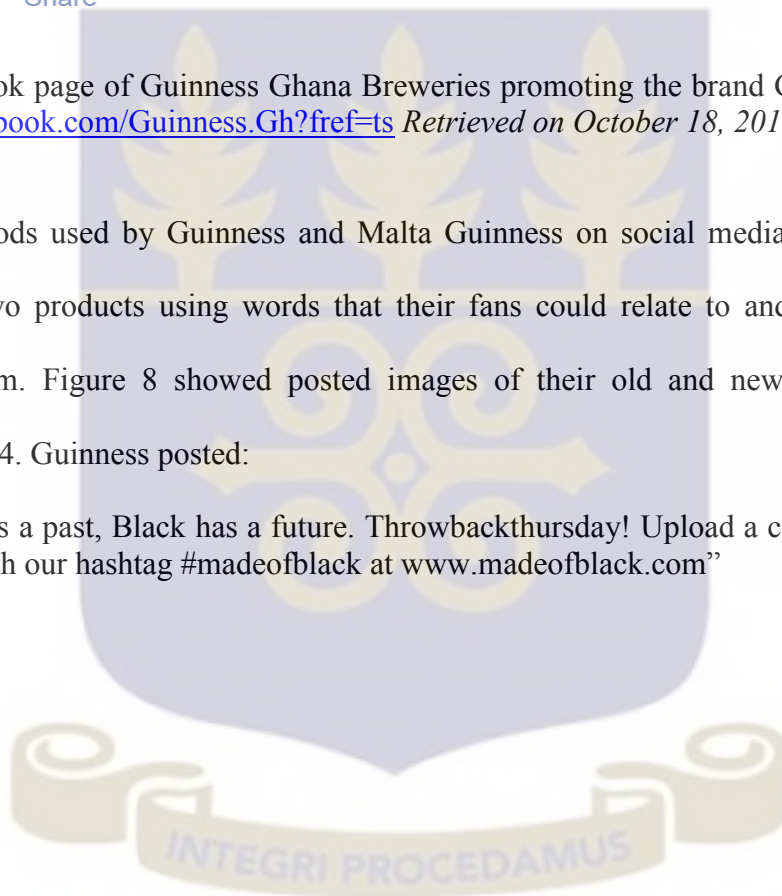 Share
ok page of Guinness Ghana Breweries promoting the brand
book.com/Guinness.Gh?fref=ts Retrieved on October 18, 201
ods used by Guinness and Malta Guinness on social media
vo products using words that their fans could relate to and
m. Figure 8 showed posted images of their old and new
4. Guinness posted:
s a past, Black has a future. Throwbackthursday! Upload a c
th our hashtag #madeofblack at www.madeofblack.com”
INTEGRI PROCEDAMUS